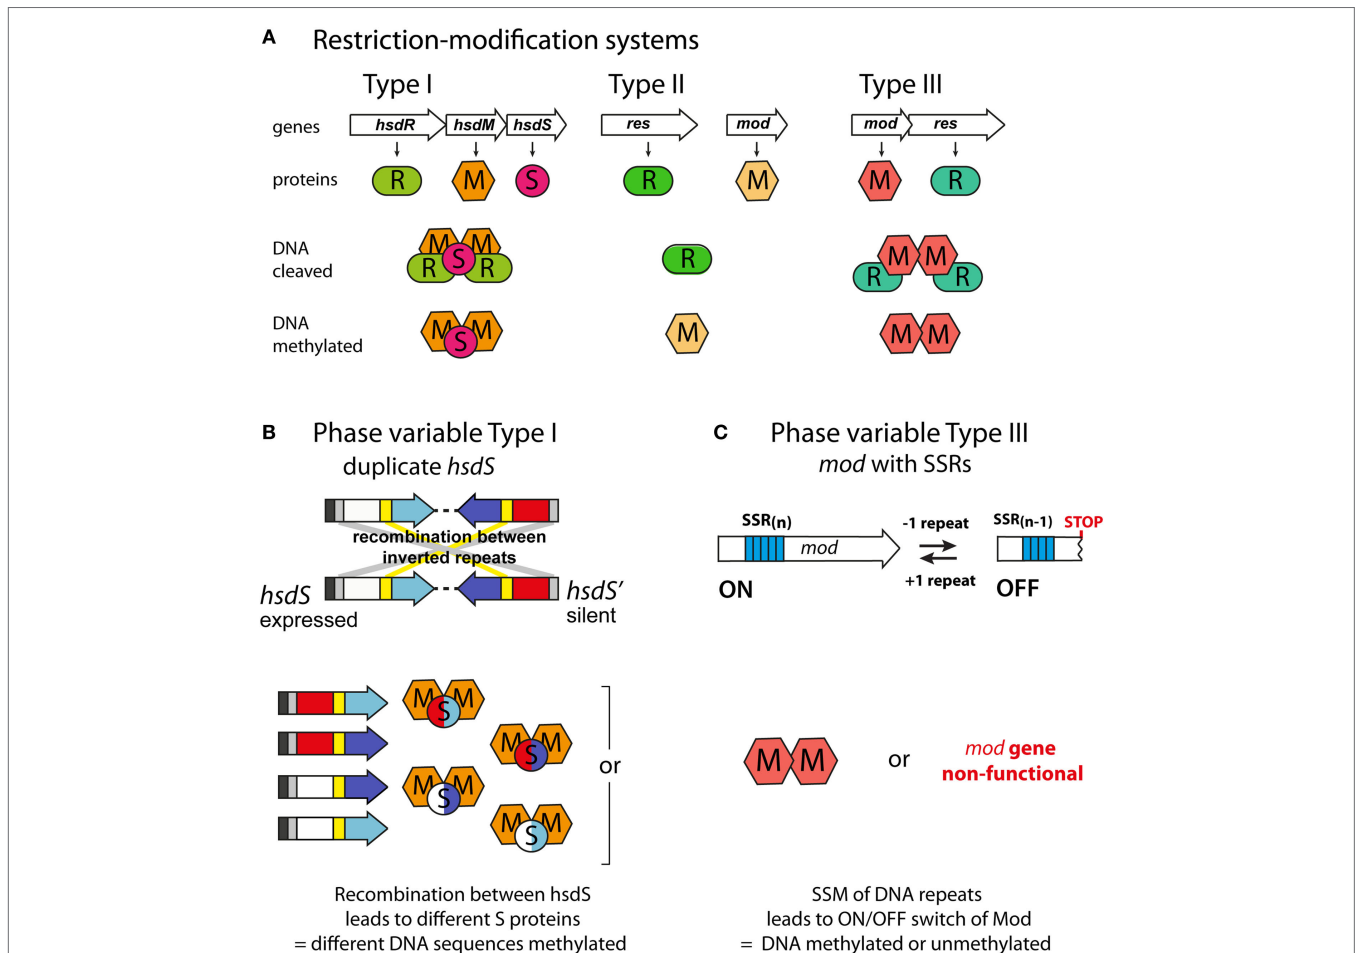 A Restriction-modification systems
Type I Type II Type III
genes hsdR hsdM hsdS res mod mod res
proteins R M S R M M R
DNA
cleaved
M M S R R R M M R R
DNA
methylated
M M S M M M
B Phase variable Type I
duplicate hsdS
recombination between
inverted repeats
hsdS
expressed
hsdS′
silent
M M S
M M S
M M S
M M S
or
Recombination between hsdS
leads to different S proteins
= different DNA sequences methylated
C Phase variable Type III
mod with SSRs
SSR(n) -1 repeat SSR(n-1) STOP
mod
+1 repeat
ON OFF
M M or mod gene
non-functional
SSM of DNA repeats
leads to ON/OFF switch of Mod
= DNA methylated or unmethylated